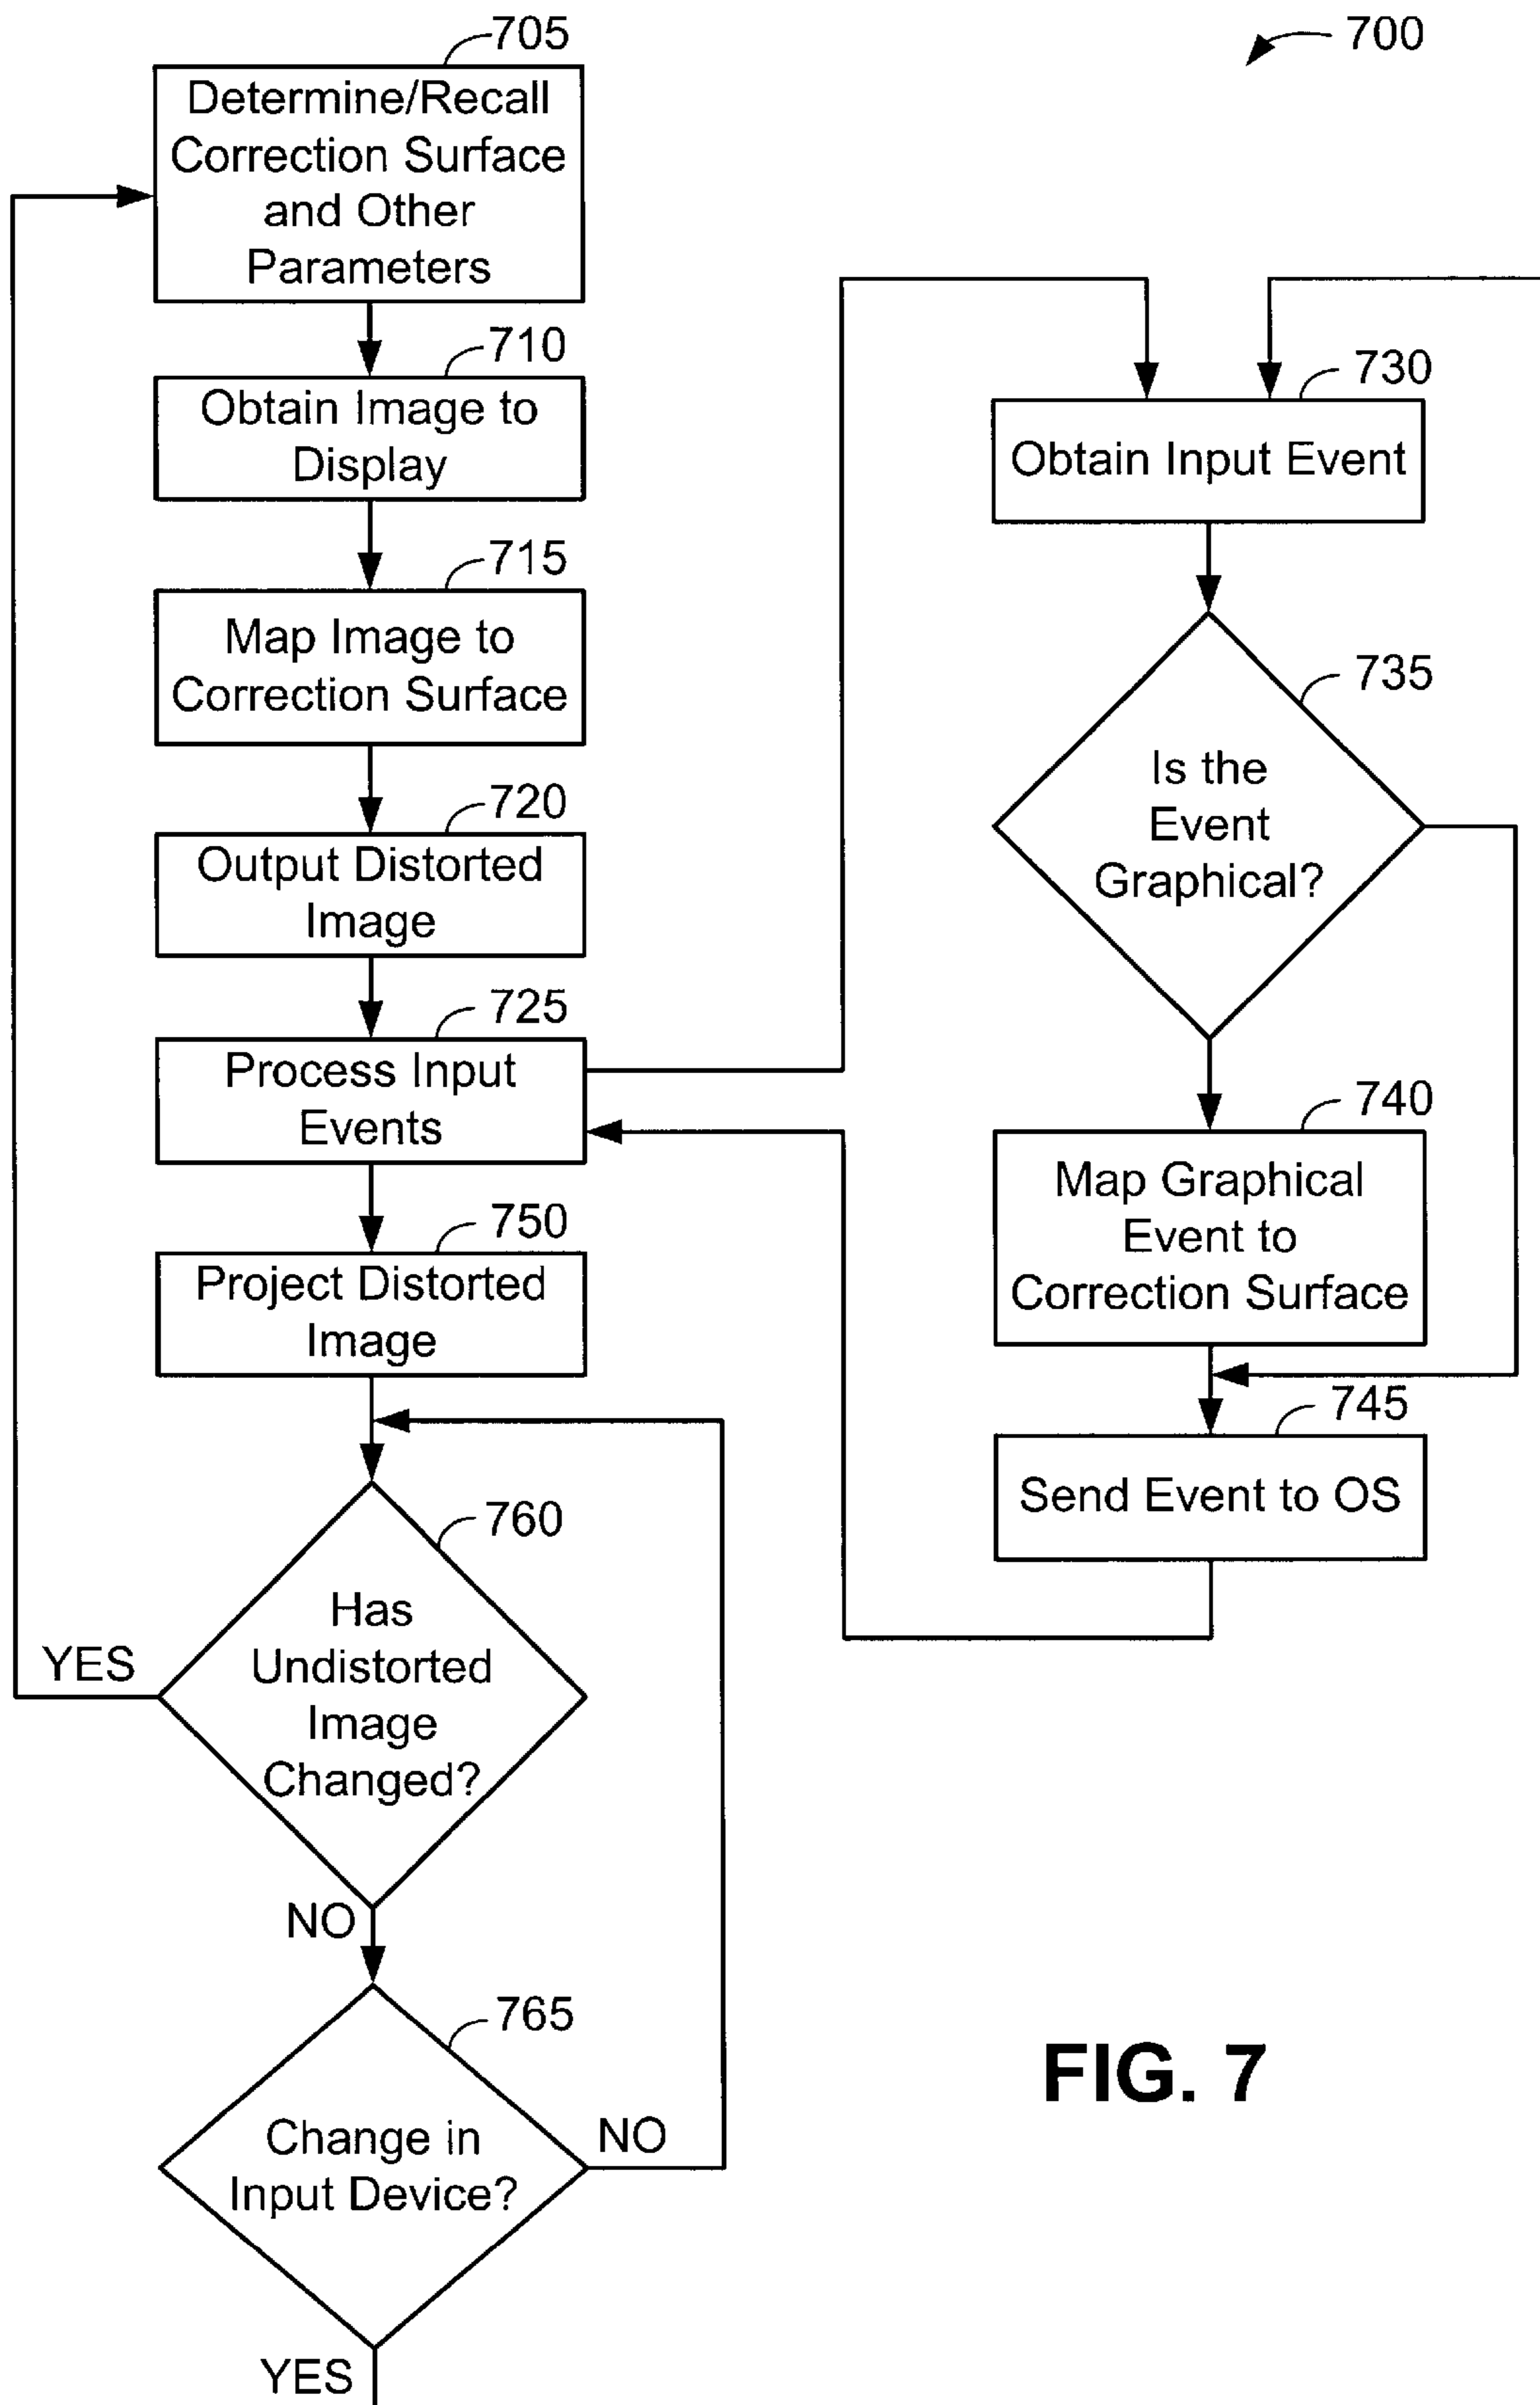 700
705
Determine/Recall
Correction Surface
and Other
Parameters
710
Obtain Image to
Display
715
Map Image to
Correction Surface
720
Output Distorted
Image
725
Process Input
Events
750
Project Distorted
Image
760
Has
Undistorted
Image
Changed?
YES
NO
765
Change in
Input Device?
NO
YES
730
Obtain Input Event
735
Is the
Event
Graphical?
740
Map Graphical
Event to
Correction Surface
745
Send Event to OS
FIG. 7